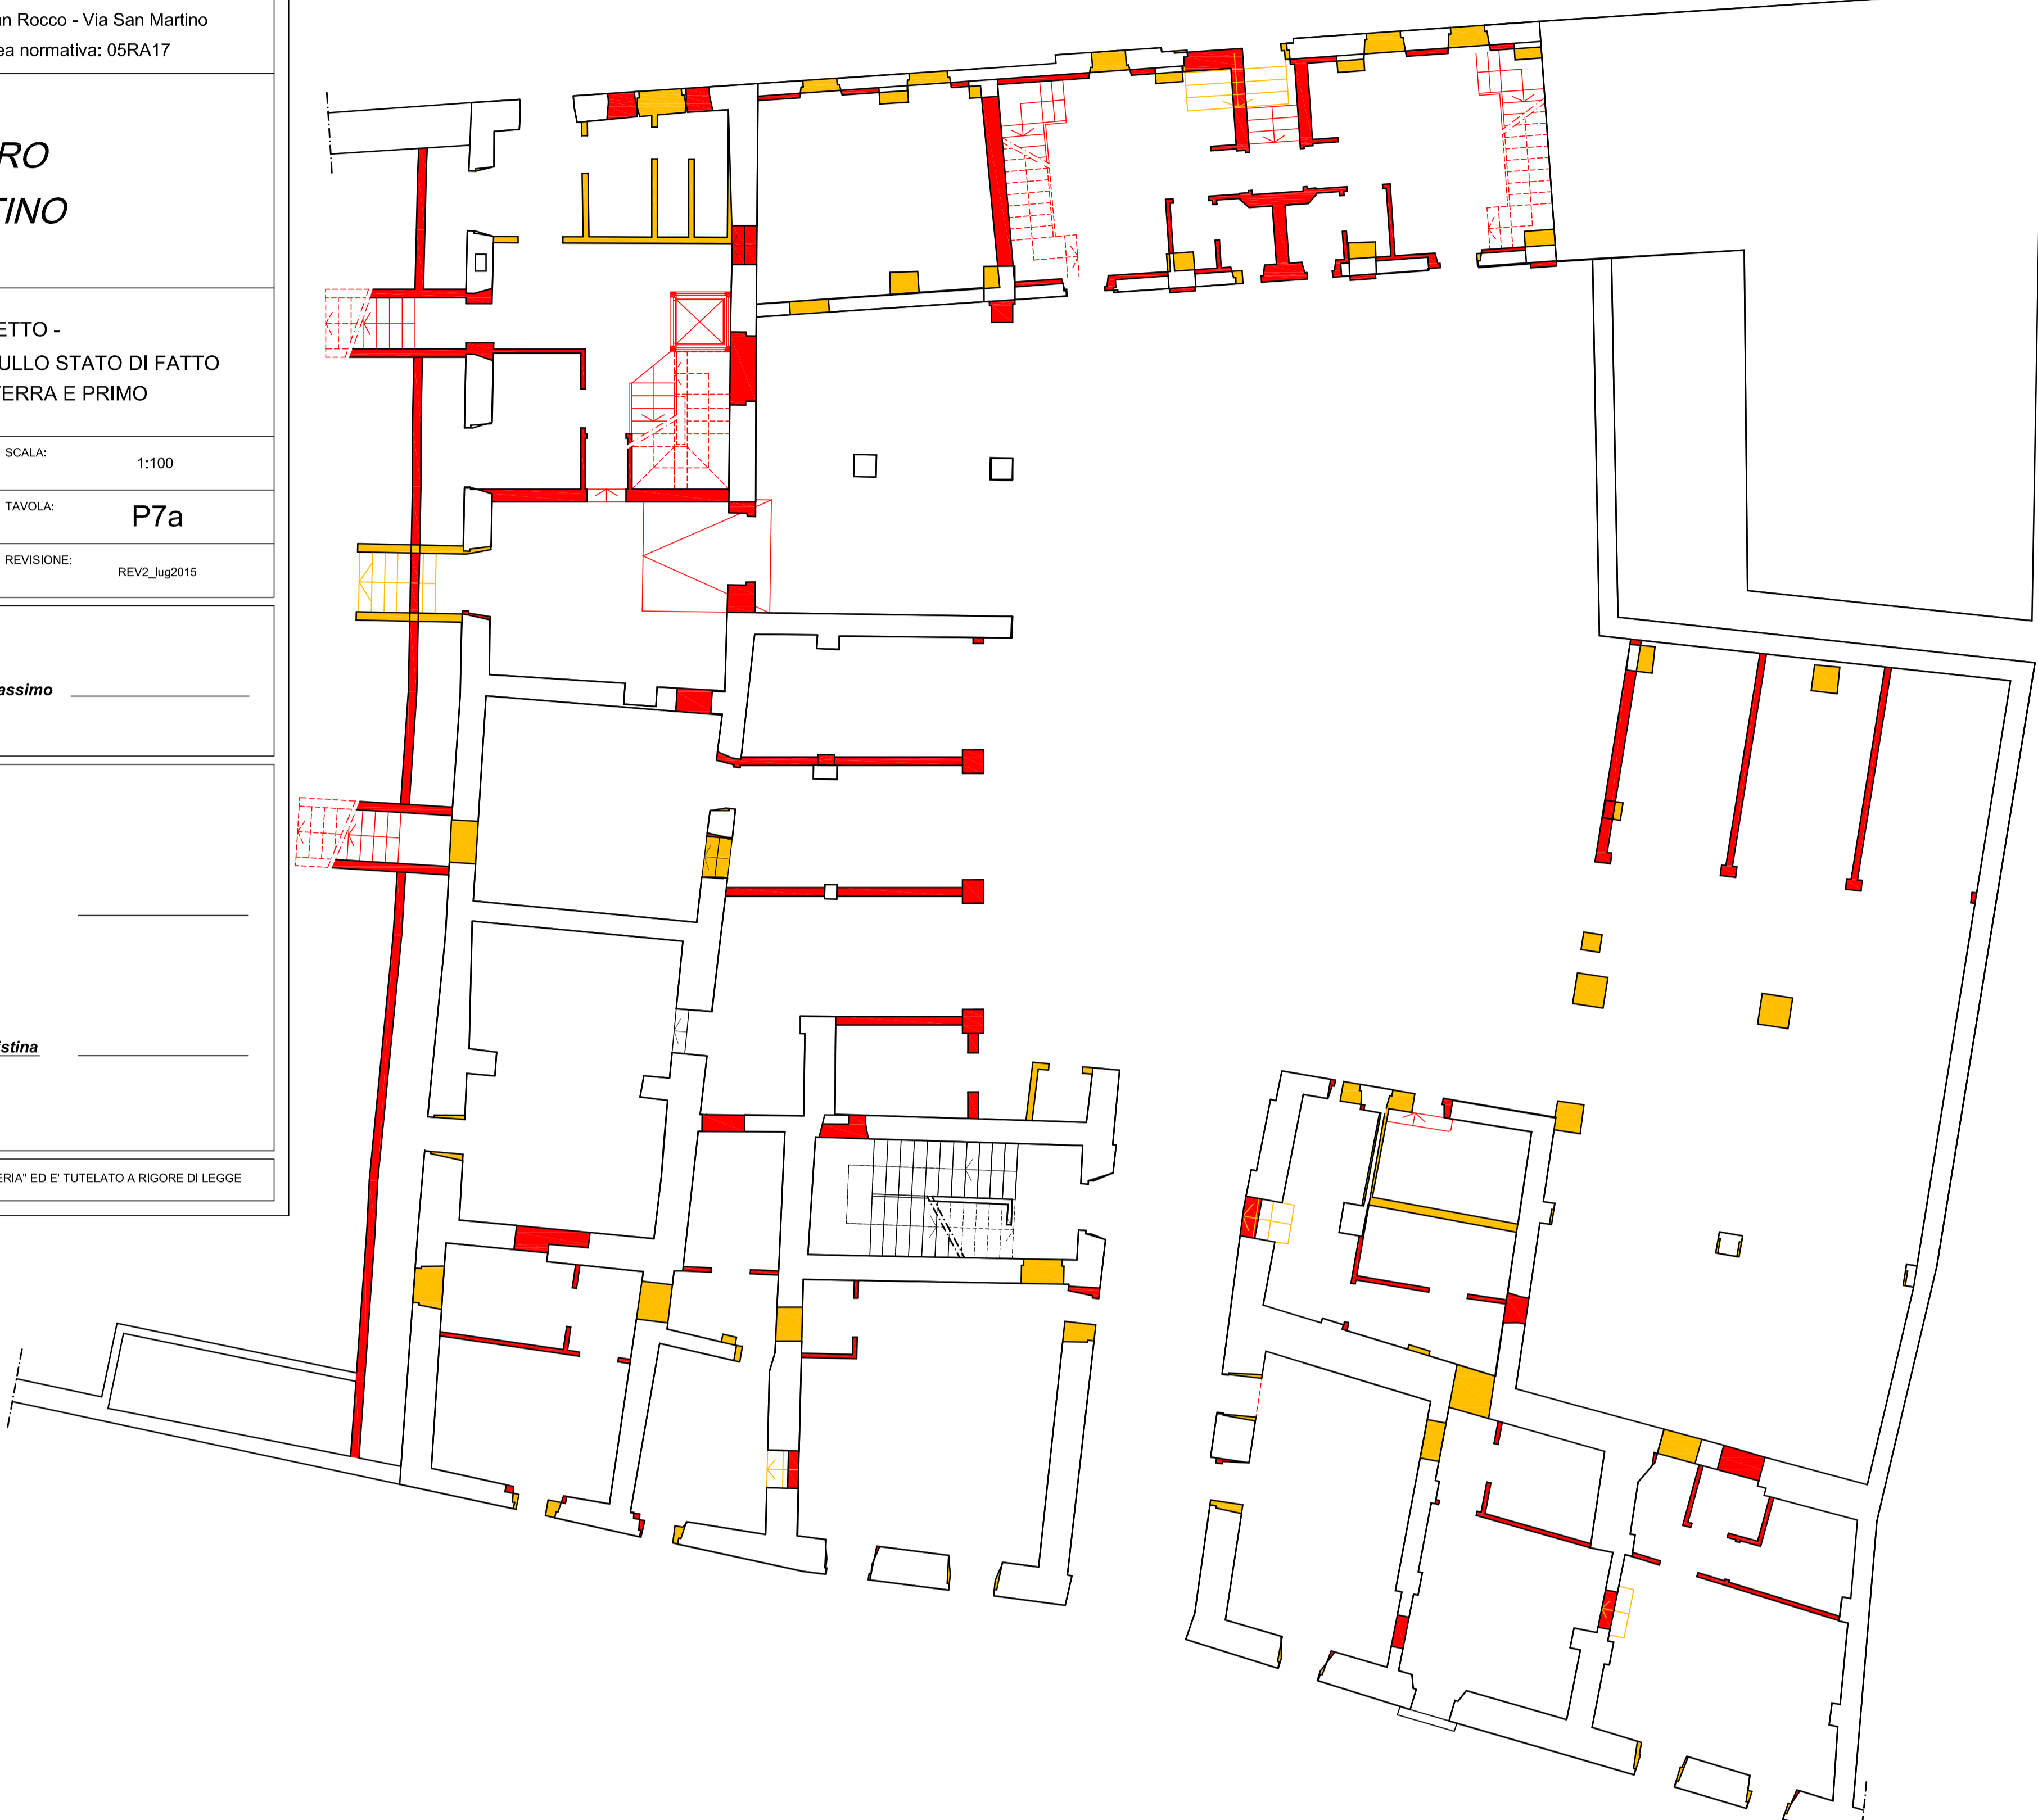 an Rocco - Via San Martino
ea normativa: 05RA17
RO
TINO
ETTO -
ULLO STATO DI FATTO
TERRA E PRIMO
SCALA: 1:100
TAVOLA: P7a
REVISIONE: REV2_lug2015
assimo
istina
ERIA" ED E' TUTELATO A RIGORE DI LEGGE